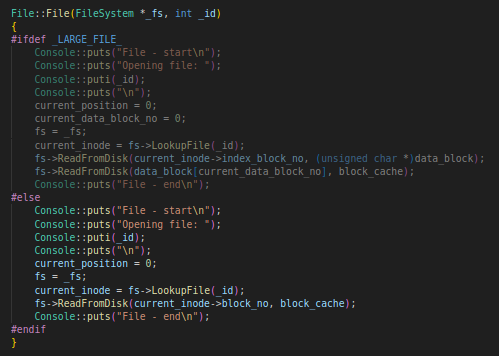 File::File(FileSystem *_fs, int _id)
{
#ifdef _LARGE_FILE_
    Console::puts("File - start\n");
    Console::puts("Opening file: ");
    Console::puti(_id);
    Console::puts("\n");
    current_position = 0;
    current_data_block_no = 0;
    fs = _fs;
    current_inode = fs->LookupFile(_id);
    fs->ReadFromDisk(current_inode->index_block_no, (unsigned char *)data_block);
    fs->ReadFromDisk(data_block[current_data_block_no], block_cache);
    Console::puts("File - end\n");
#else
    Console::puts("File - start\n");
    Console::puts("Opening file: ");
    Console::puti(_id);
    Console::puts("\n");
    current_position = 0;
    fs = _fs;
    current_inode = fs->LookupFile(_id);
    fs->ReadFromDisk(current_inode->block_no, block_cache);
    Console::puts("File - end\n");
#endif
}